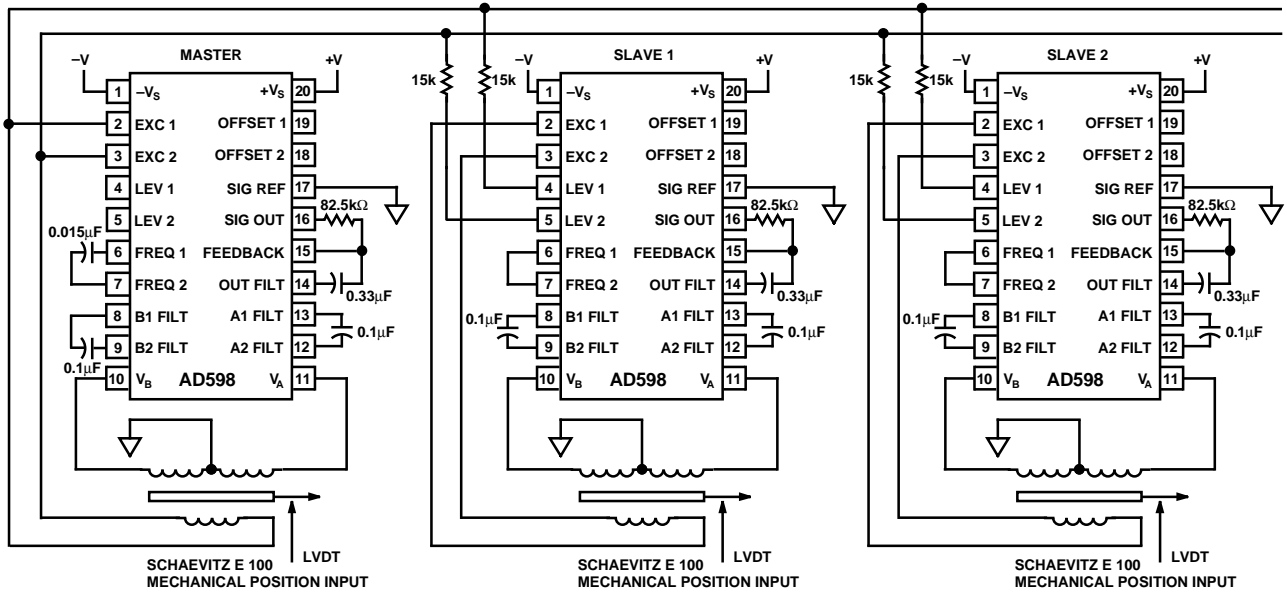 MASTER
–V
+V
1
–VS
+VS
20
2
EXC 1
OFFSET 1
19
3
EXC 2
OFFSET 2
18
4
LEV 1
SIG REF
17
5
LEV 2
SIG OUT
16
82.5kΩ
0.015µF
6
FREQ 1
FEEDBACK
15
7
FREQ 2
OUT FILT
14
0.33µF
8
B1 FILT
A1 FILT
13
0.1µF
9
B2 FILT
A2 FILT
12
0.1µF
10
VB
AD598
VA
11
SCHAEVITZ E 100
MECHANICAL POSITION INPUT
LVDT
15k
15k
SLAVE 1
–V
+V
1
–VS
+VS
20
2
EXC 1
OFFSET 1
19
3
EXC 2
OFFSET 2
18
4
LEV 1
SIG REF
17
5
LEV 2
SIG OUT
16
82.5kΩ
6
FREQ 1
FEEDBACK
15
7
FREQ 2
OUT FILT
14
0.33µF
0.1µF
8
B1 FILT
A1 FILT
13
0.1µF
9
B2 FILT
A2 FILT
12
10
VB
AD598
VA
11
SCHAEVITZ E 100
MECHANICAL POSITION INPUT
LVDT
15k
15k
SLAVE 2
–V
+V
1
–VS
+VS
20
2
EXC 1
OFFSET 1
19
3
EXC 2
OFFSET 2
18
4
LEV 1
SIG REF
17
5
LEV 2
SIG OUT
16
82.5kΩ
6
FREQ 1
FEEDBACK
15
7
FREQ 2
OUT FILT
14
0.33µF
0.1µF
8
B1 FILT
A1 FILT
13
0.1µF
9
B2 FILT
A2 FILT
12
10
VB
AD598
VA
11
SCHAEVITZ E 100
MECHANICAL POSITION INPUT
LVDT